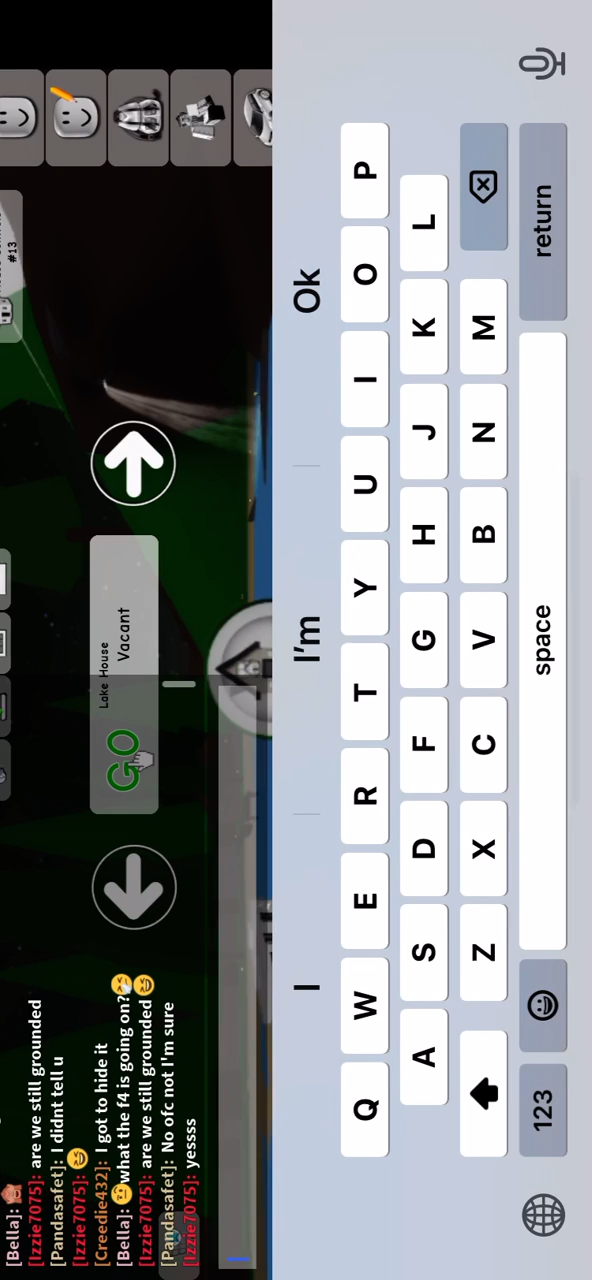 #13
Lake House
Vacant
GO
[Bella]: 🙈
[Izzie7075]: are we still grounded
[Pandasafet]: I didnt tell u
[Izzie7075]: 😆
[Creedie432]: I got to hide it
[Bella]: 😬what the f4 is going on?😆
[Izzie7075]: are we still grounded😆
[Pandasafet]: No ofc not I'm sure
[Izzie7075]: yessss
I I'm Ok
Q W E R T Y U I O P
A S D F G H J K L
Z X C V B N M
123 space return